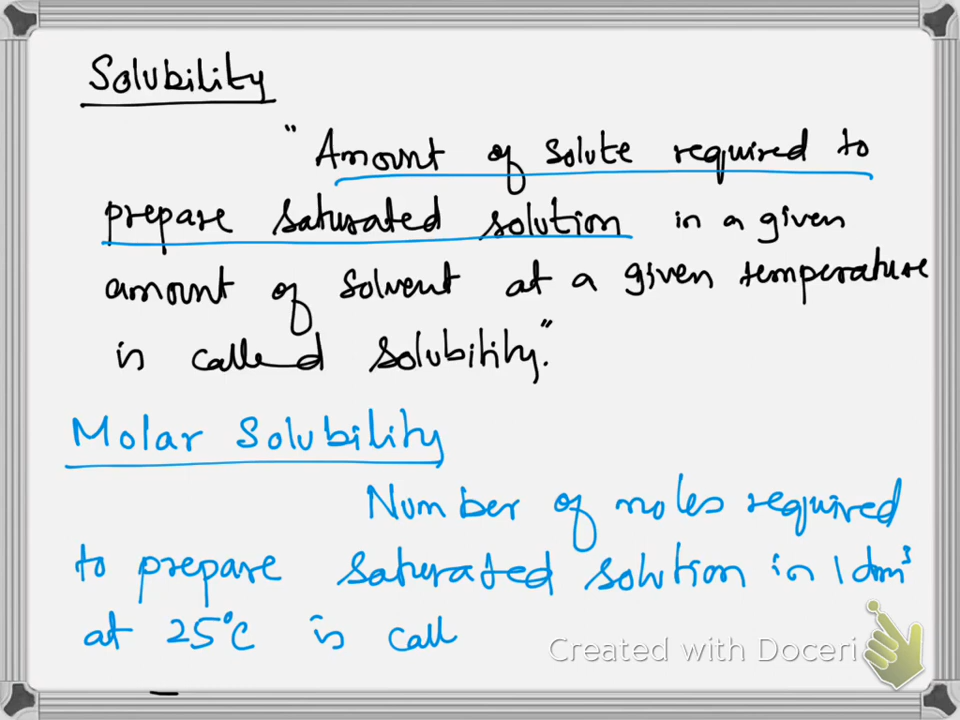 Solubility
" Amount of solute required to
prepare saturated solution in a given
amount of solvent at a given temperature
is called solubility."
Molar Solubility
Number of moles required
to prepare saturated solution in 1 dm³
at 25°C is call
Created with Doceri